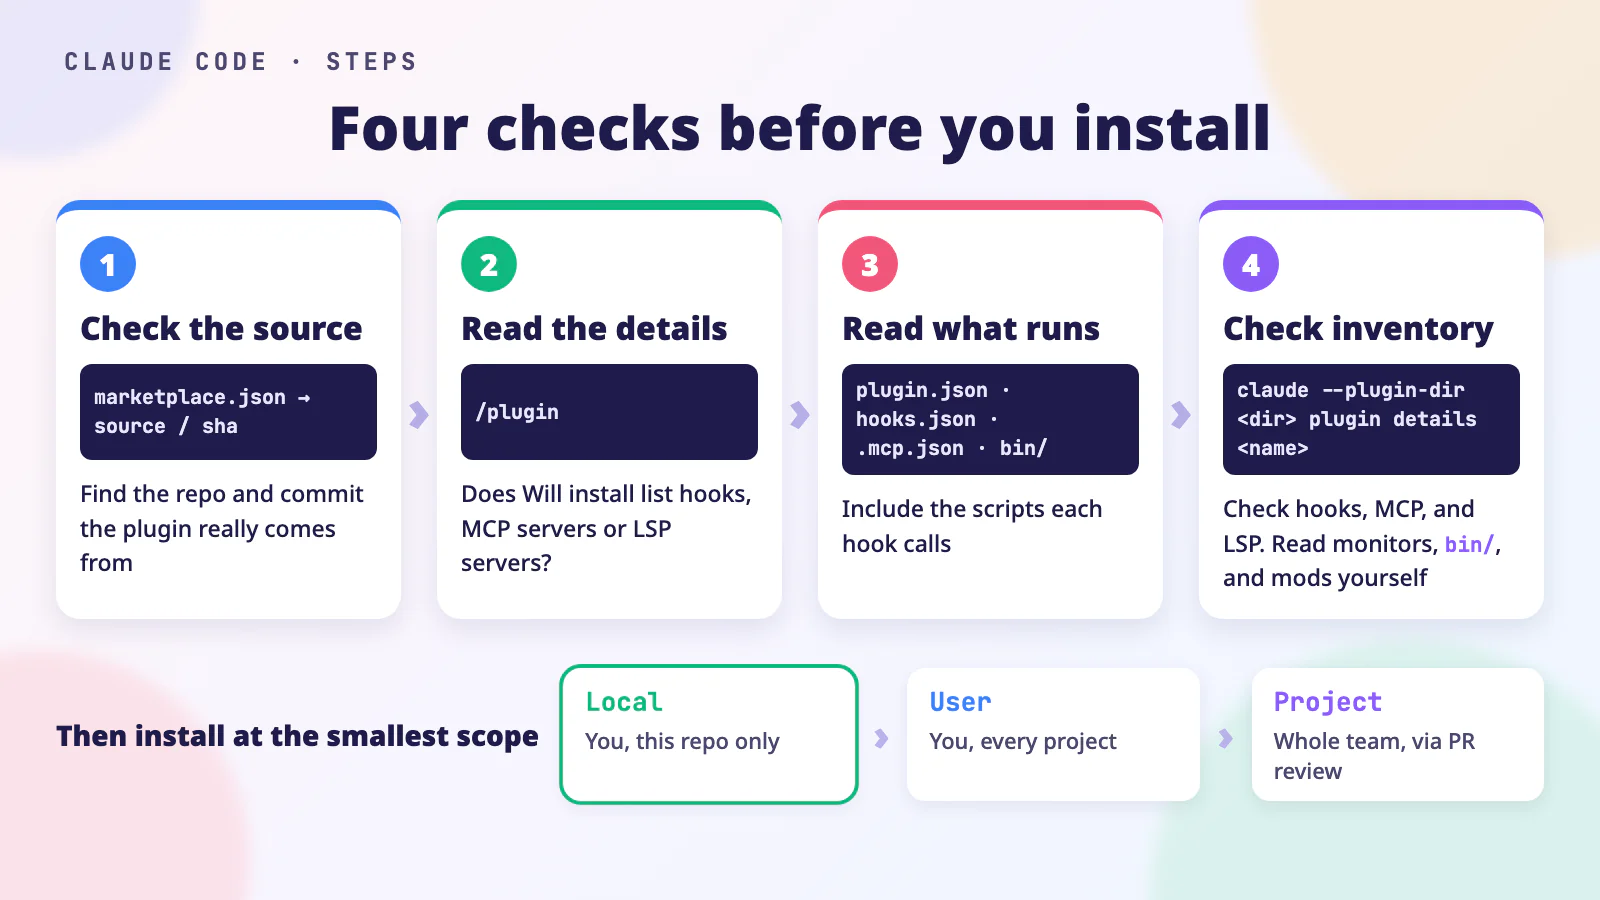 CLAUDE CODE · STEPS
Four checks before you install
1
Check the source
marketplace.json →
source / sha
Find the repo and commit
the plugin really comes
from
2
Read the details
/plugin
Does Will install list hooks,
MCP servers or LSP
servers?
3
Read what runs
plugin.json ·
hooks.json ·
.mcp.json · bin/
Include the scripts each
hook calls
4
Check inventory
claude --plugin-dir
<dir> plugin details
<name>
Check hooks, MCP, and
LSP. Read monitors, bin/,
and mods yourself
Then install at the smallest scope
Local
You, this repo only
User
You, every project
Project
Whole team, via PR
review